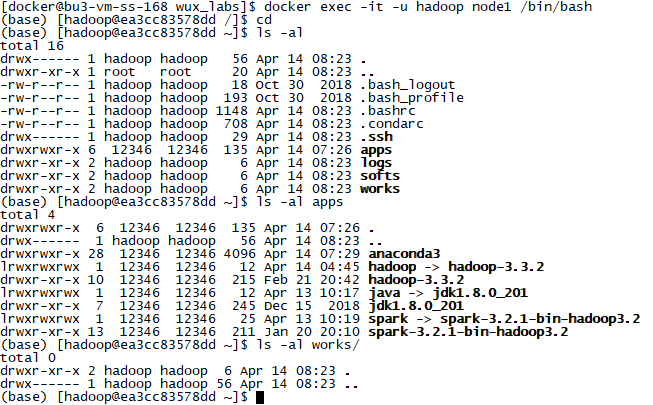 [docker@bu3-vm-ss-168 wux_labs]$ docker exec -it -u hadoop node1 /bin/bash
(base) [hadoop@ea3cc83578dd /]$ cd
(base) [hadoop@ea3cc83578dd ~]$ ls -al
total 16
drwx------ 1 hadoop hadoop   56 Apr 14 08:23 .
drwxr-xr-x 1 root   root     20 Apr 14 08:23 ..
-rw-r--r-- 1 hadoop hadoop   18 Oct 30  2018 .bash_logout
-rw-r--r-- 1 hadoop hadoop  193 Oct 30  2018 .bash_profile
-rw-r--r-- 1 hadoop hadoop 1148 Apr 14 08:23 .bashrc
-rw-r--r-- 1 hadoop hadoop  708 Apr 14 08:23 .condarc
drwx------ 1 hadoop hadoop   29 Apr 14 08:23 .ssh
drwxrwxr-x 6  12346  12346  135 Apr 14 07:26 apps
drwxr-xr-x 2 hadoop hadoop    6 Apr 14 08:23 logs
drwxr-xr-x 2 hadoop hadoop    6 Apr 14 08:23 softs
drwxr-xr-x 2 hadoop hadoop    6 Apr 14 08:23 works
(base) [hadoop@ea3cc83578dd ~]$ ls -al apps
total 4
drwxrwxr-x  6  12346  12346  135 Apr 14 07:26 .
drwx------  1 hadoop hadoop   56 Apr 14 08:23 ..
drwxrwxr-x 28  12346  12346 4096 Apr 14 07:29 anaconda3
lrwxrwxrwx  1  12346  12346   12 Apr 14 04:45 hadoop -> hadoop-3.3.2
drwxr-xr-x 10  12346  12346  215 Feb 21 20:42 hadoop-3.3.2
lrwxrwxrwx  1  12346  12346   12 Apr 13 10:17 java -> jdk1.8.0_201
drwxr-xr-x  7  12346  12346  245 Dec 15  2018 jdk1.8.0_201
lrwxrwxrwx  1  12346  12346   25 Apr 13 10:19 spark -> spark-3.2.1-bin-hadoop3.2
drwxr-xr-x 13  12346  12346  211 Jan 20 20:10 spark-3.2.1-bin-hadoop3.2
(base) [hadoop@ea3cc83578dd ~]$ ls -al works/
total 0
drwxr-xr-x 2 hadoop hadoop  6 Apr 14 08:23 .
drwx------ 1 hadoop hadoop 56 Apr 14 08:23 ..
(base) [hadoop@ea3cc83578dd ~]$